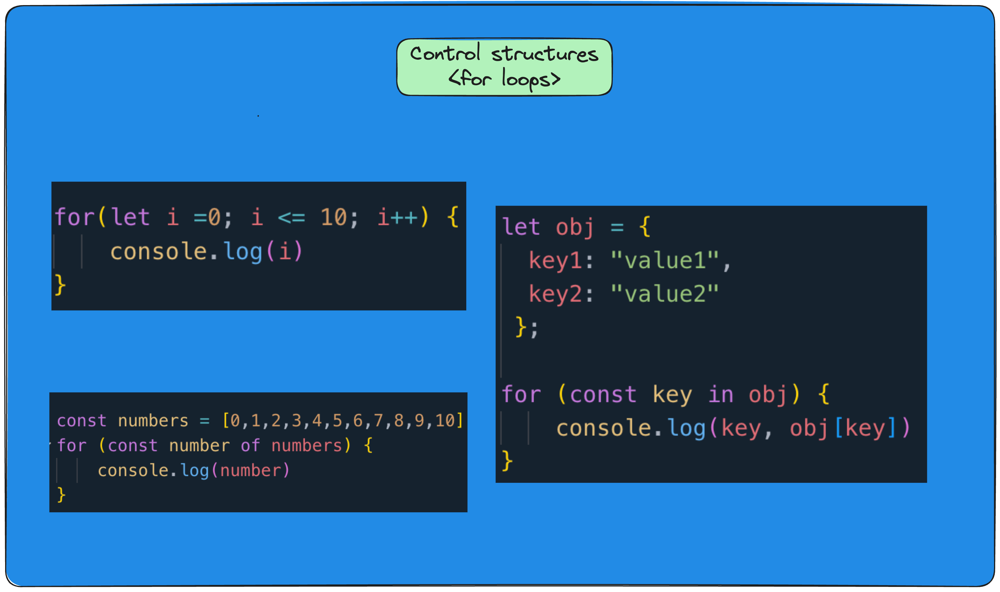 Control structures
<for loops>
for(let i =0; i <= 10; i++) {
console.log(i)
}
const numbers = [0,1,2,3,4,5,6,7,8,9,10]
for (const number of numbers) {
console.log(number)
}
let obj = {
key1: "value1",
key2: "value2"
};
for (const key in obj) {
console.log(key, obj[key])
}